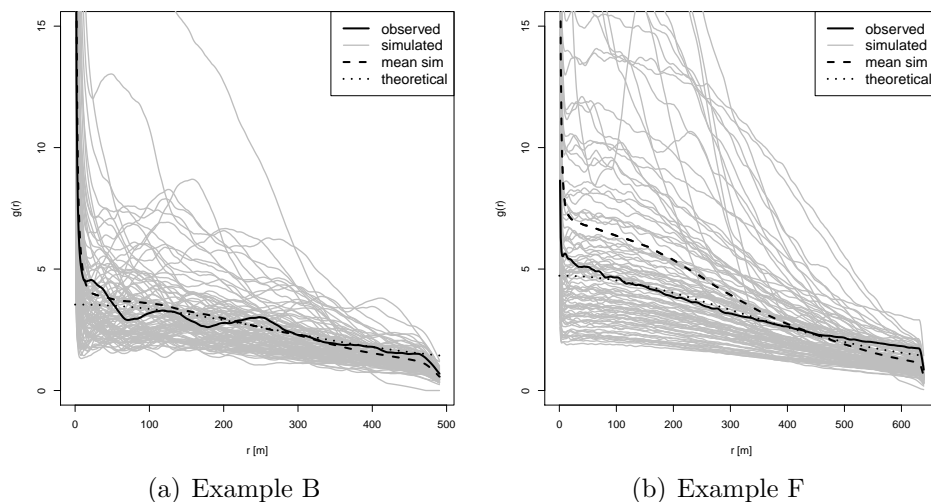 observed
simulated
mean sim
theoretical
15
10
5
0
g(r)
0 100 200 300 400 500
r [m]
(a) Example B
observed
simulated
mean sim
theoretical
15
10
5
0
g(r)
0 100 200 300 400 500 600
r [m]
(b) Example F